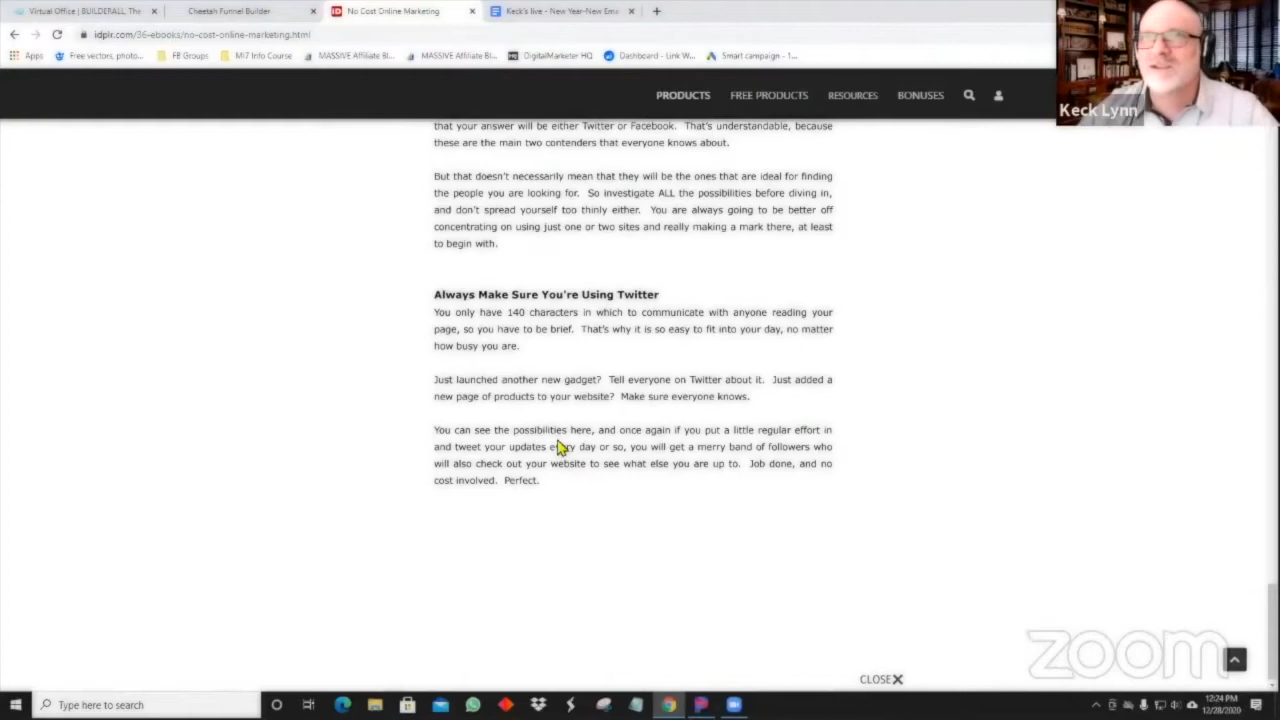 Virtual Office | BUILDERALL, The
Cheetah Funnel Builder
No Cost Online Marketing
Keck's live - New Year-New Ema
idplr.com/36-ebooks/no-cost-online-marketing.html
Apps
Free vectors, photo...
FB Groups
MI7 Info Course
MASSIVE Affiliate Bl...
MASSIVE Affiliate Bl...
HQ
DigitalMarketer HQ
Dashboard - Link W...
Smart campaign - 1...
PRODUCTS
FREE PRODUCTS
RESOURCES
BONUSES
Keck Lynn
that your answer will be either Twitter or Facebook. That's understandable, because
these are the main two contenders that everyone knows about.
But that doesn't necessarily mean that they will be the ones that are ideal for finding
the people you are looking for. So investigate ALL the possibilities before diving in,
and don't spread yourself too thinly either. You are always going to be better off
concentrating on using just one or two sites and really making a mark there, at least
to begin with.
Always Make Sure You're Using Twitter
You only have 140 characters in which to communicate with anyone reading your
page, so you have to be brief. That's why it is so easy to fit into your day, no matter
how busy you are.
Just launched another new gadget? Tell everyone on Twitter about it. Just added a
new page of products to your website? Make sure everyone knows.
You can see the possibilities here, and once again if you put a little regular effort in
and tweet your updates every day or so, you will get a merry band of followers who
will also check out your website to see what else you are up to. Job done, and no
cost involved. Perfect.
zoom
CLOSE
Type here to search
12:24 PM
12/28/2020